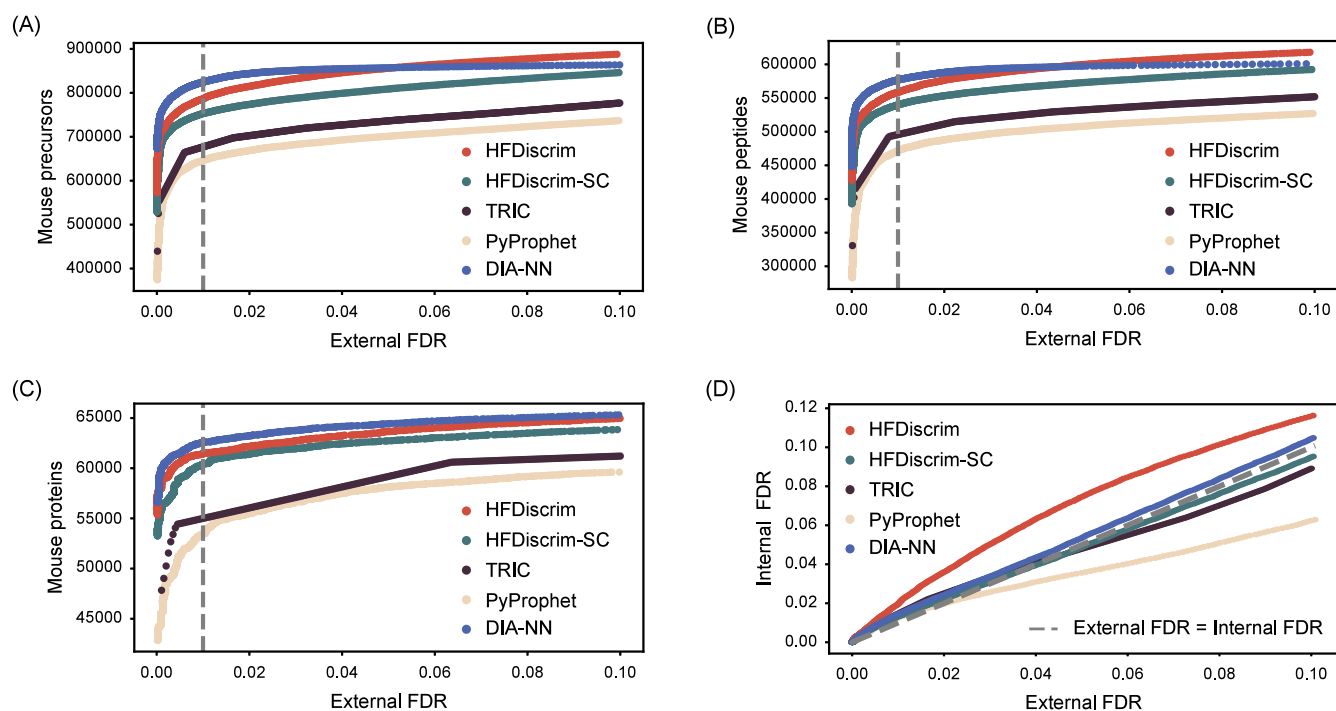 (A)
Mouse precursors
900000
800000
700000
600000
500000
400000
0.00 0.02 0.04 0.06 0.08 0.10
External FDR
HFDiscrim
HFDiscrim-SC
TRIC
PyProphet
DIA-NN
(B)
Mouse peptides
600000
550000
500000
450000
400000
350000
300000
0.00 0.02 0.04 0.06 0.08 0.10
External FDR
HFDiscrim
HFDiscrim-SC
TRIC
PyProphet
DIA-NN
(C)
Mouse proteins
65000
60000
55000
50000
45000
0.00 0.02 0.04 0.06 0.08 0.10
External FDR
HFDiscrim
HFDiscrim-SC
TRIC
PyProphet
DIA-NN
(D)
Internal FDR
0.12
0.10
0.08
0.06
0.04
0.02
0.00
0.00 0.02 0.04 0.06 0.08 0.10
External FDR
HFDiscrim
HFDiscrim-SC
TRIC
PyProphet
DIA-NN
External FDR = Internal FDR